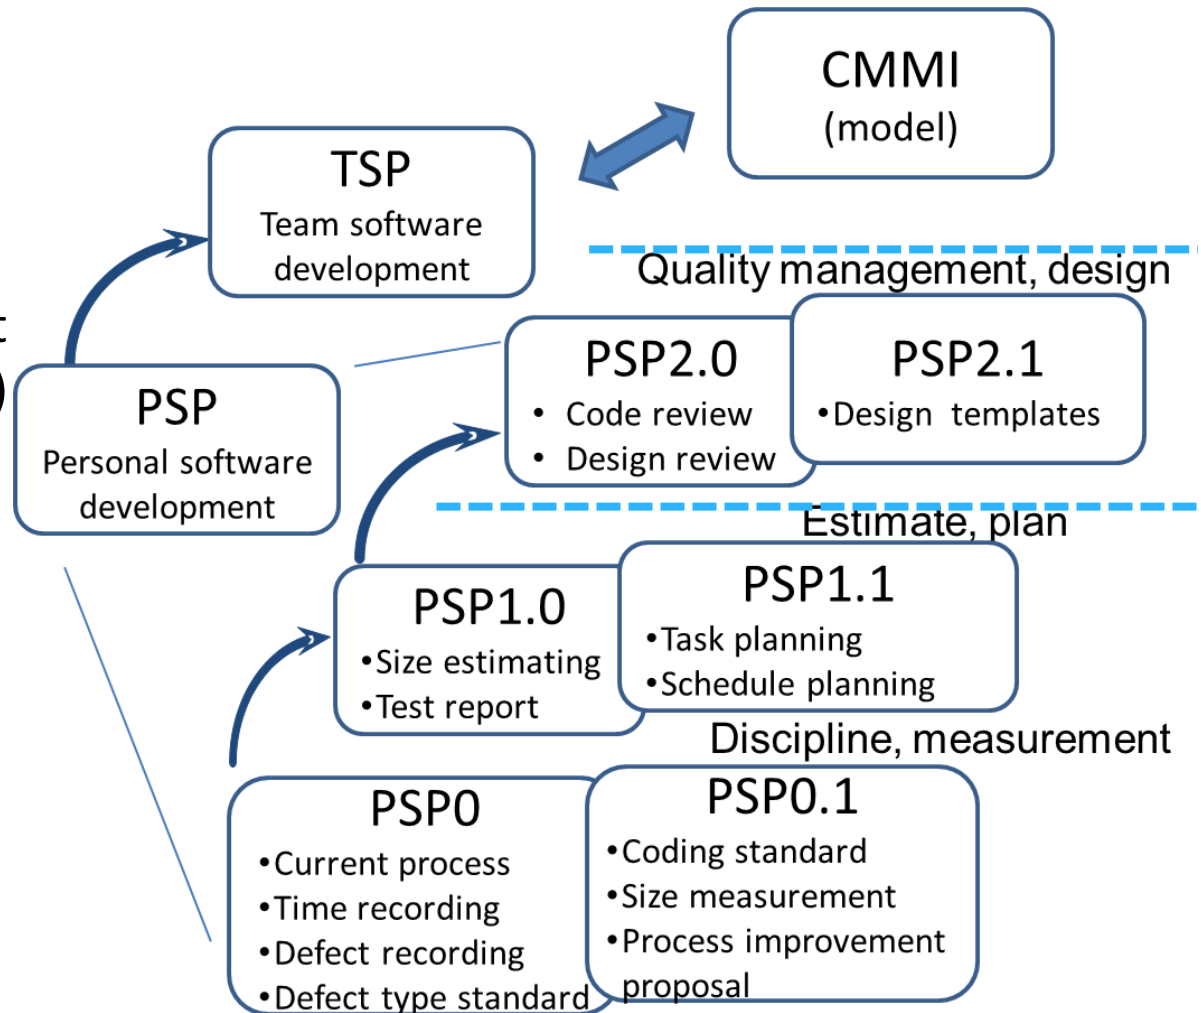 CMMI
(model)
TSP
Team software
development
Quality management, design
t
)
PSP
Personal software
development
PSP2.0
• Code review
• Design review
PSP2.1
•Design templates
Estimate, plan
PSP1.0
•Size estimating
•Test report
PSP1.1
•Task planning
•Schedule planning
Discipline, measurement
PSP0
•Current process
•Time recording
•Defect recording
•Defect type standard
PSP0.1
•Coding standard
•Size measurement
•Process improvement
proposal